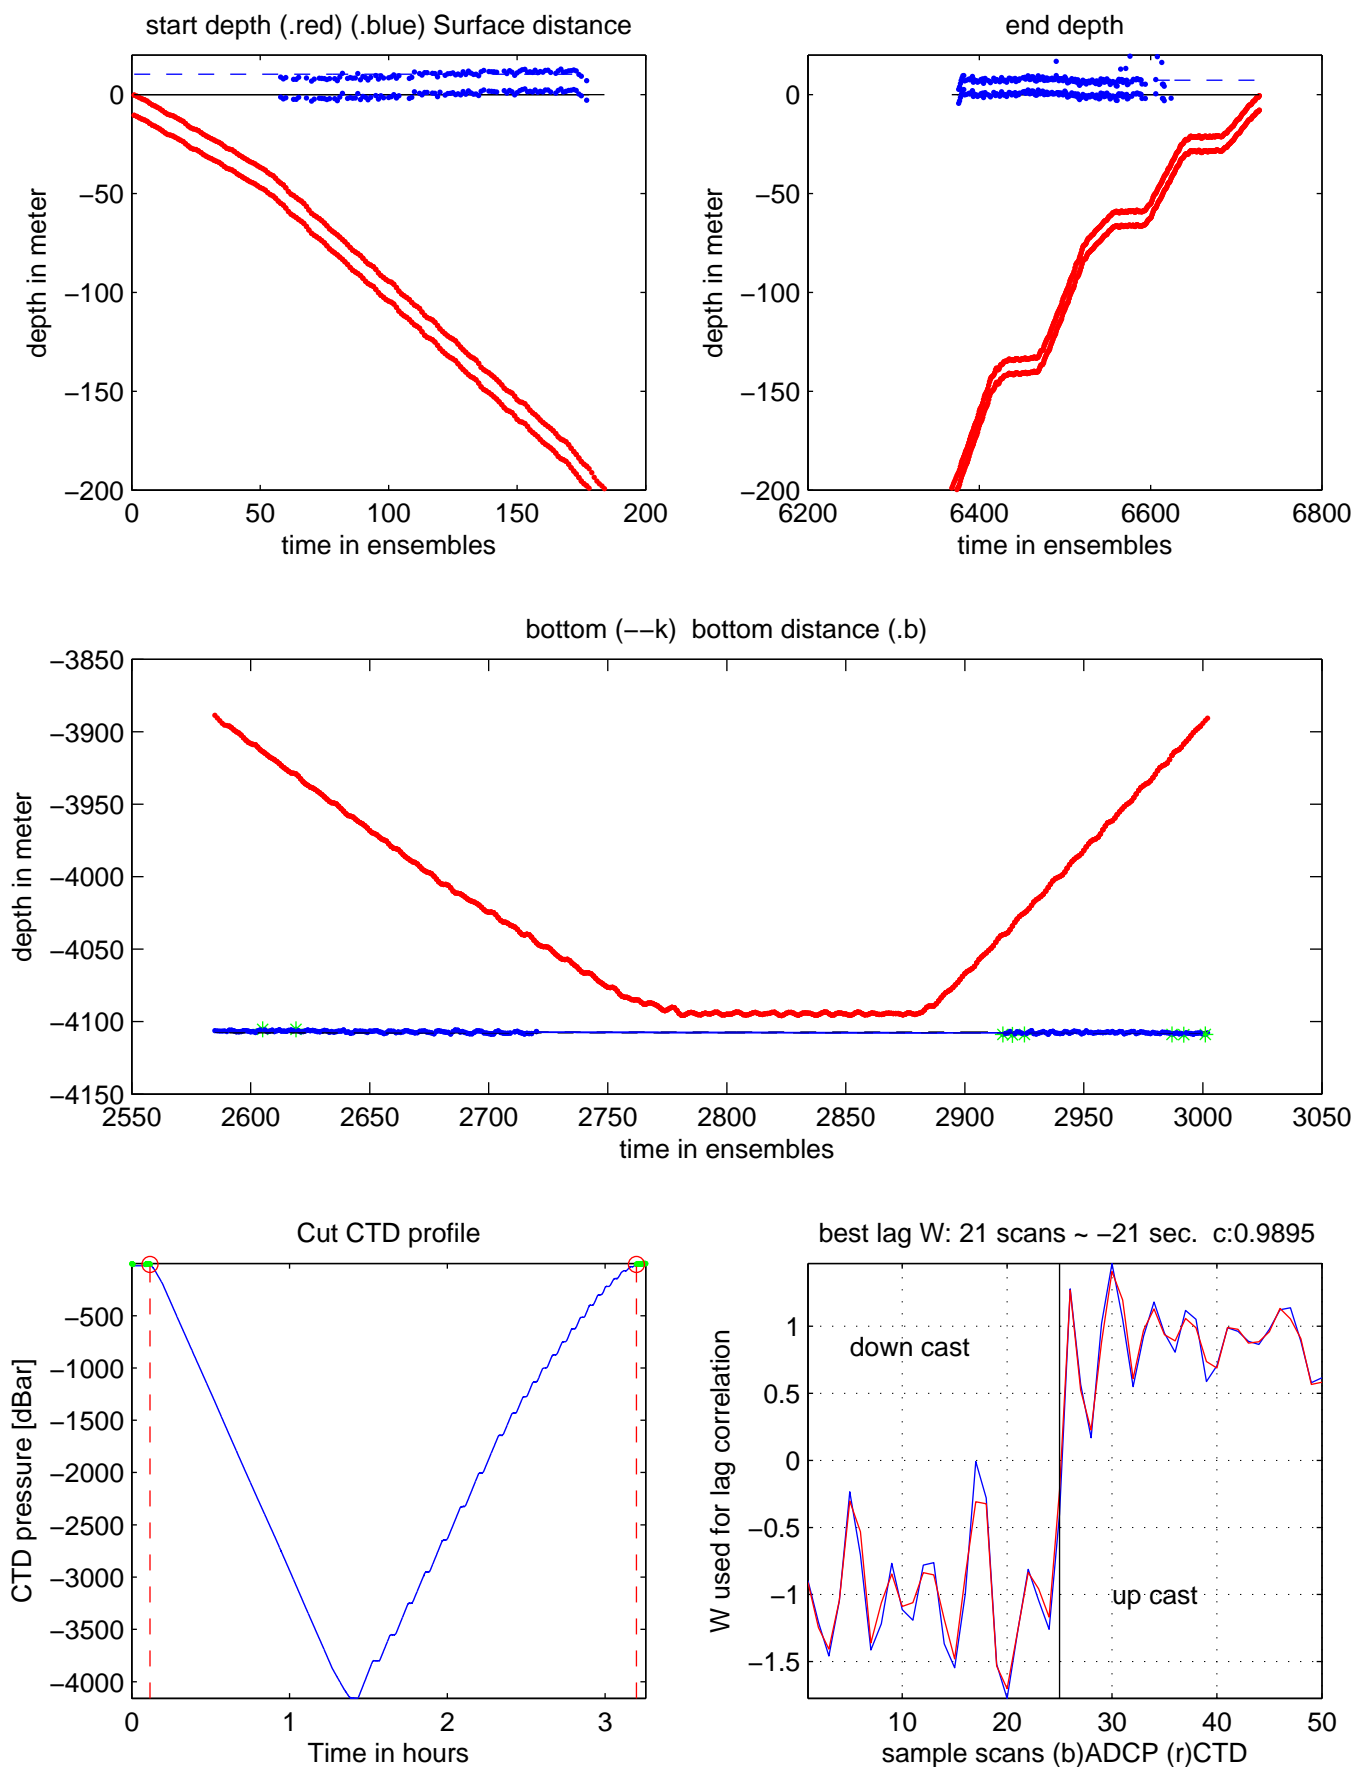 start depth (.red) (.blue) Surface distance
end depth
0
−50
−100
−150
−200
depth in meter
0 50 100 150 200
time in ensembles
0
−50
−100
−150
−200
depth in meter
6200 6400 6600 6800
time in ensembles
bottom (−−k)  bottom distance (.b)
−3850
−3900
−3950
−4000
−4050
−4100
−4150
depth in meter
2550 2600 2650 2700 2750 2800 2850 2900 2950 3000 3050
time in ensembles
Cut CTD profile
−500
−1000
−1500
−2000
−2500
−3000
−3500
−4000
CTD pressure [dBar]
0 1 2 3
Time in hours
best lag W: 21 scans ~ −21 sec.  c:0.9895
1
0.5
0
−0.5
−1
−1.5
W used for lag correlation
down cast
up cast
10 20 30 40 50
sample scans (b)ADCP (r)CTD